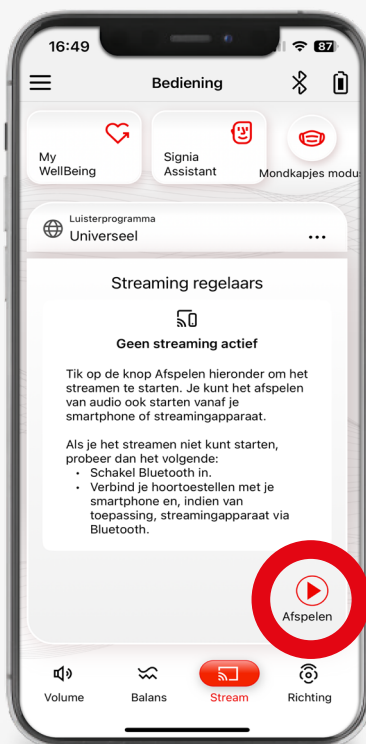 16:49
87
Bediening
My
WellBeing
Signia
Assistant
Mondkapjes modu
Luisterprogramma
Universeel
...
Streaming regelaars
Geen streaming actief
Tik op de knop Afspelen hieronder om het
streamen te starten. Je kunt het afspelen
van audio ook starten vanaf je
smartphone of streamingapparaat.
Als je het streamen niet kunt starten,
probeer dan het volgende:
• Schakel Bluetooth in.
• Verbind je hoortoestellen met je
smartphone en, indien van
toepassing, streamingapparaat via
Bluetooth.
Afspelen
Volume
Balans
Stream
Richting